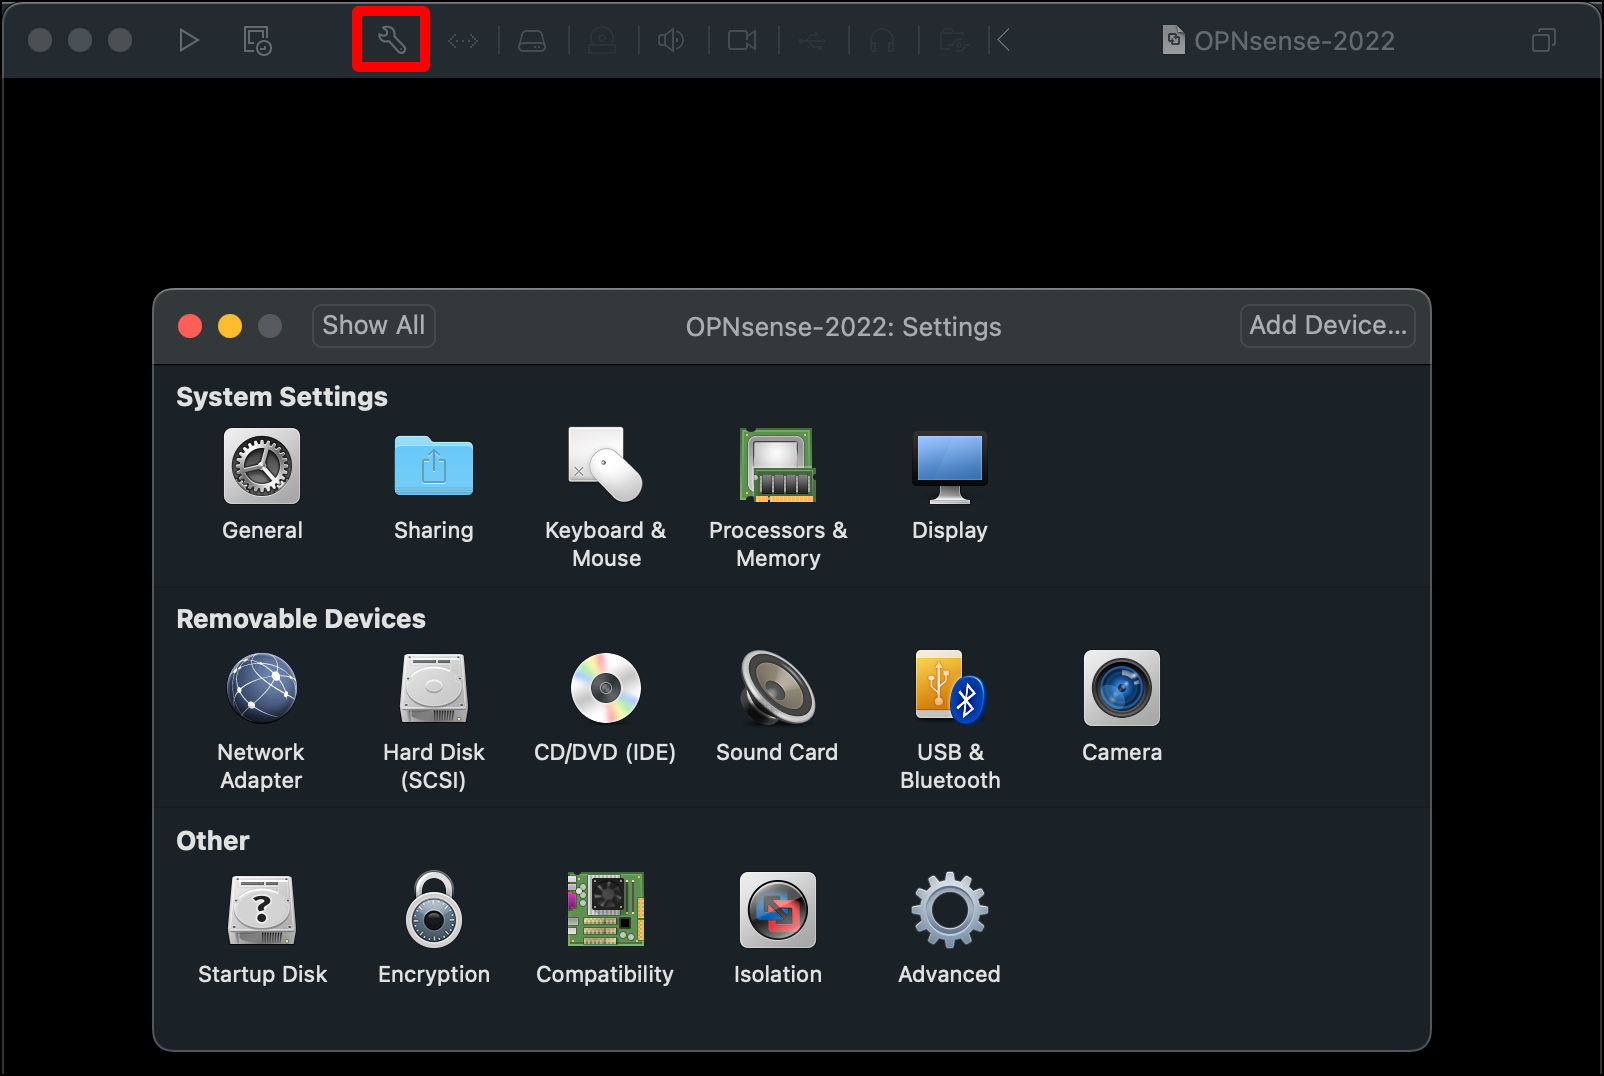 OPNsense-2022
Show All
OPNsense-2022: Settings
Add Device...
System Settings
General
Sharing
Keyboard &
Mouse
Processors &
Memory
Display
Removable Devices
Network
Adapter
Hard Disk
(SCSI)
CD/DVD (IDE)
Sound Card
USB &
Bluetooth
Camera
Other
?
Startup Disk
Encryption
Compatibility
Isolation
Advanced